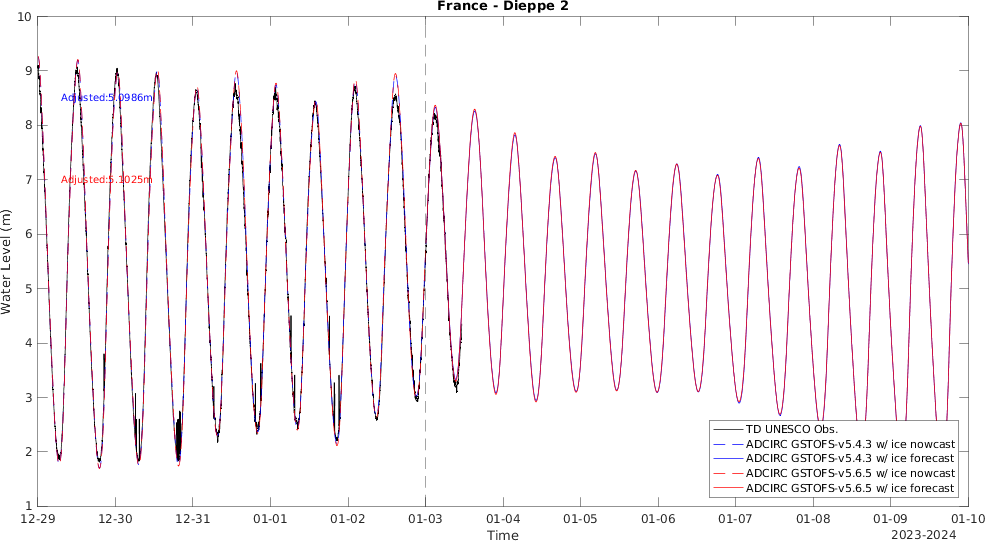 France - Dieppe 2
10
9
8
7
6
5
4
3
2
1
Water Level (m)
Adjusted:5.0986m
Adjusted:5.1025m
TD UNESCO Obs.
ADCIRC GSTOFS-v5.4.3 w/ ice nowcast
ADCIRC GSTOFS-v5.4.3 w/ ice forecast
ADCIRC GSTOFS-v5.6.5 w/ ice nowcast
ADCIRC GSTOFS-v5.6.5 w/ ice forecast
12-29 12-30 12-31 01-01 01-02 01-03 01-04 01-05 01-06 01-07 01-08 01-09 01-10
Time
2023-2024